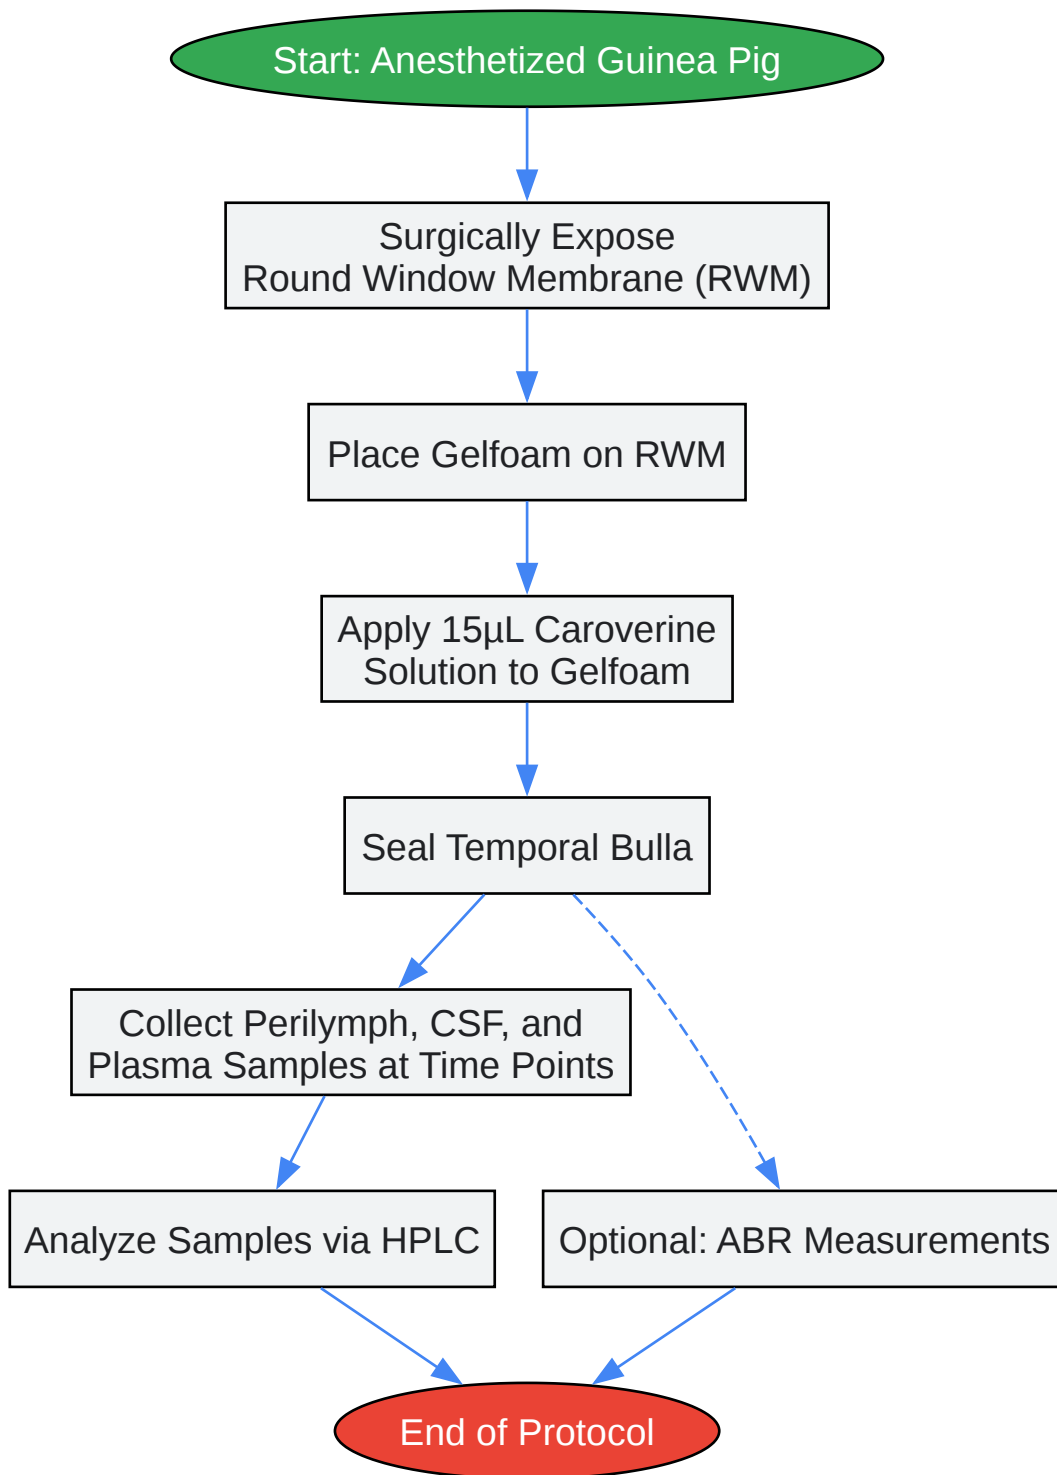 Start: Anesthetized Guinea Pig
Surgically Expose
Round Window Membrane (RWM)
Place Gelfoam on RWM
Apply 15µL Caroverine
Solution to Gelfoam
Seal Temporal Bulla
Collect Perilymph, CSF, and
Plasma Samples at Time Points
Analyze Samples via HPLC
Optional: ABR Measurements
End of Protocol